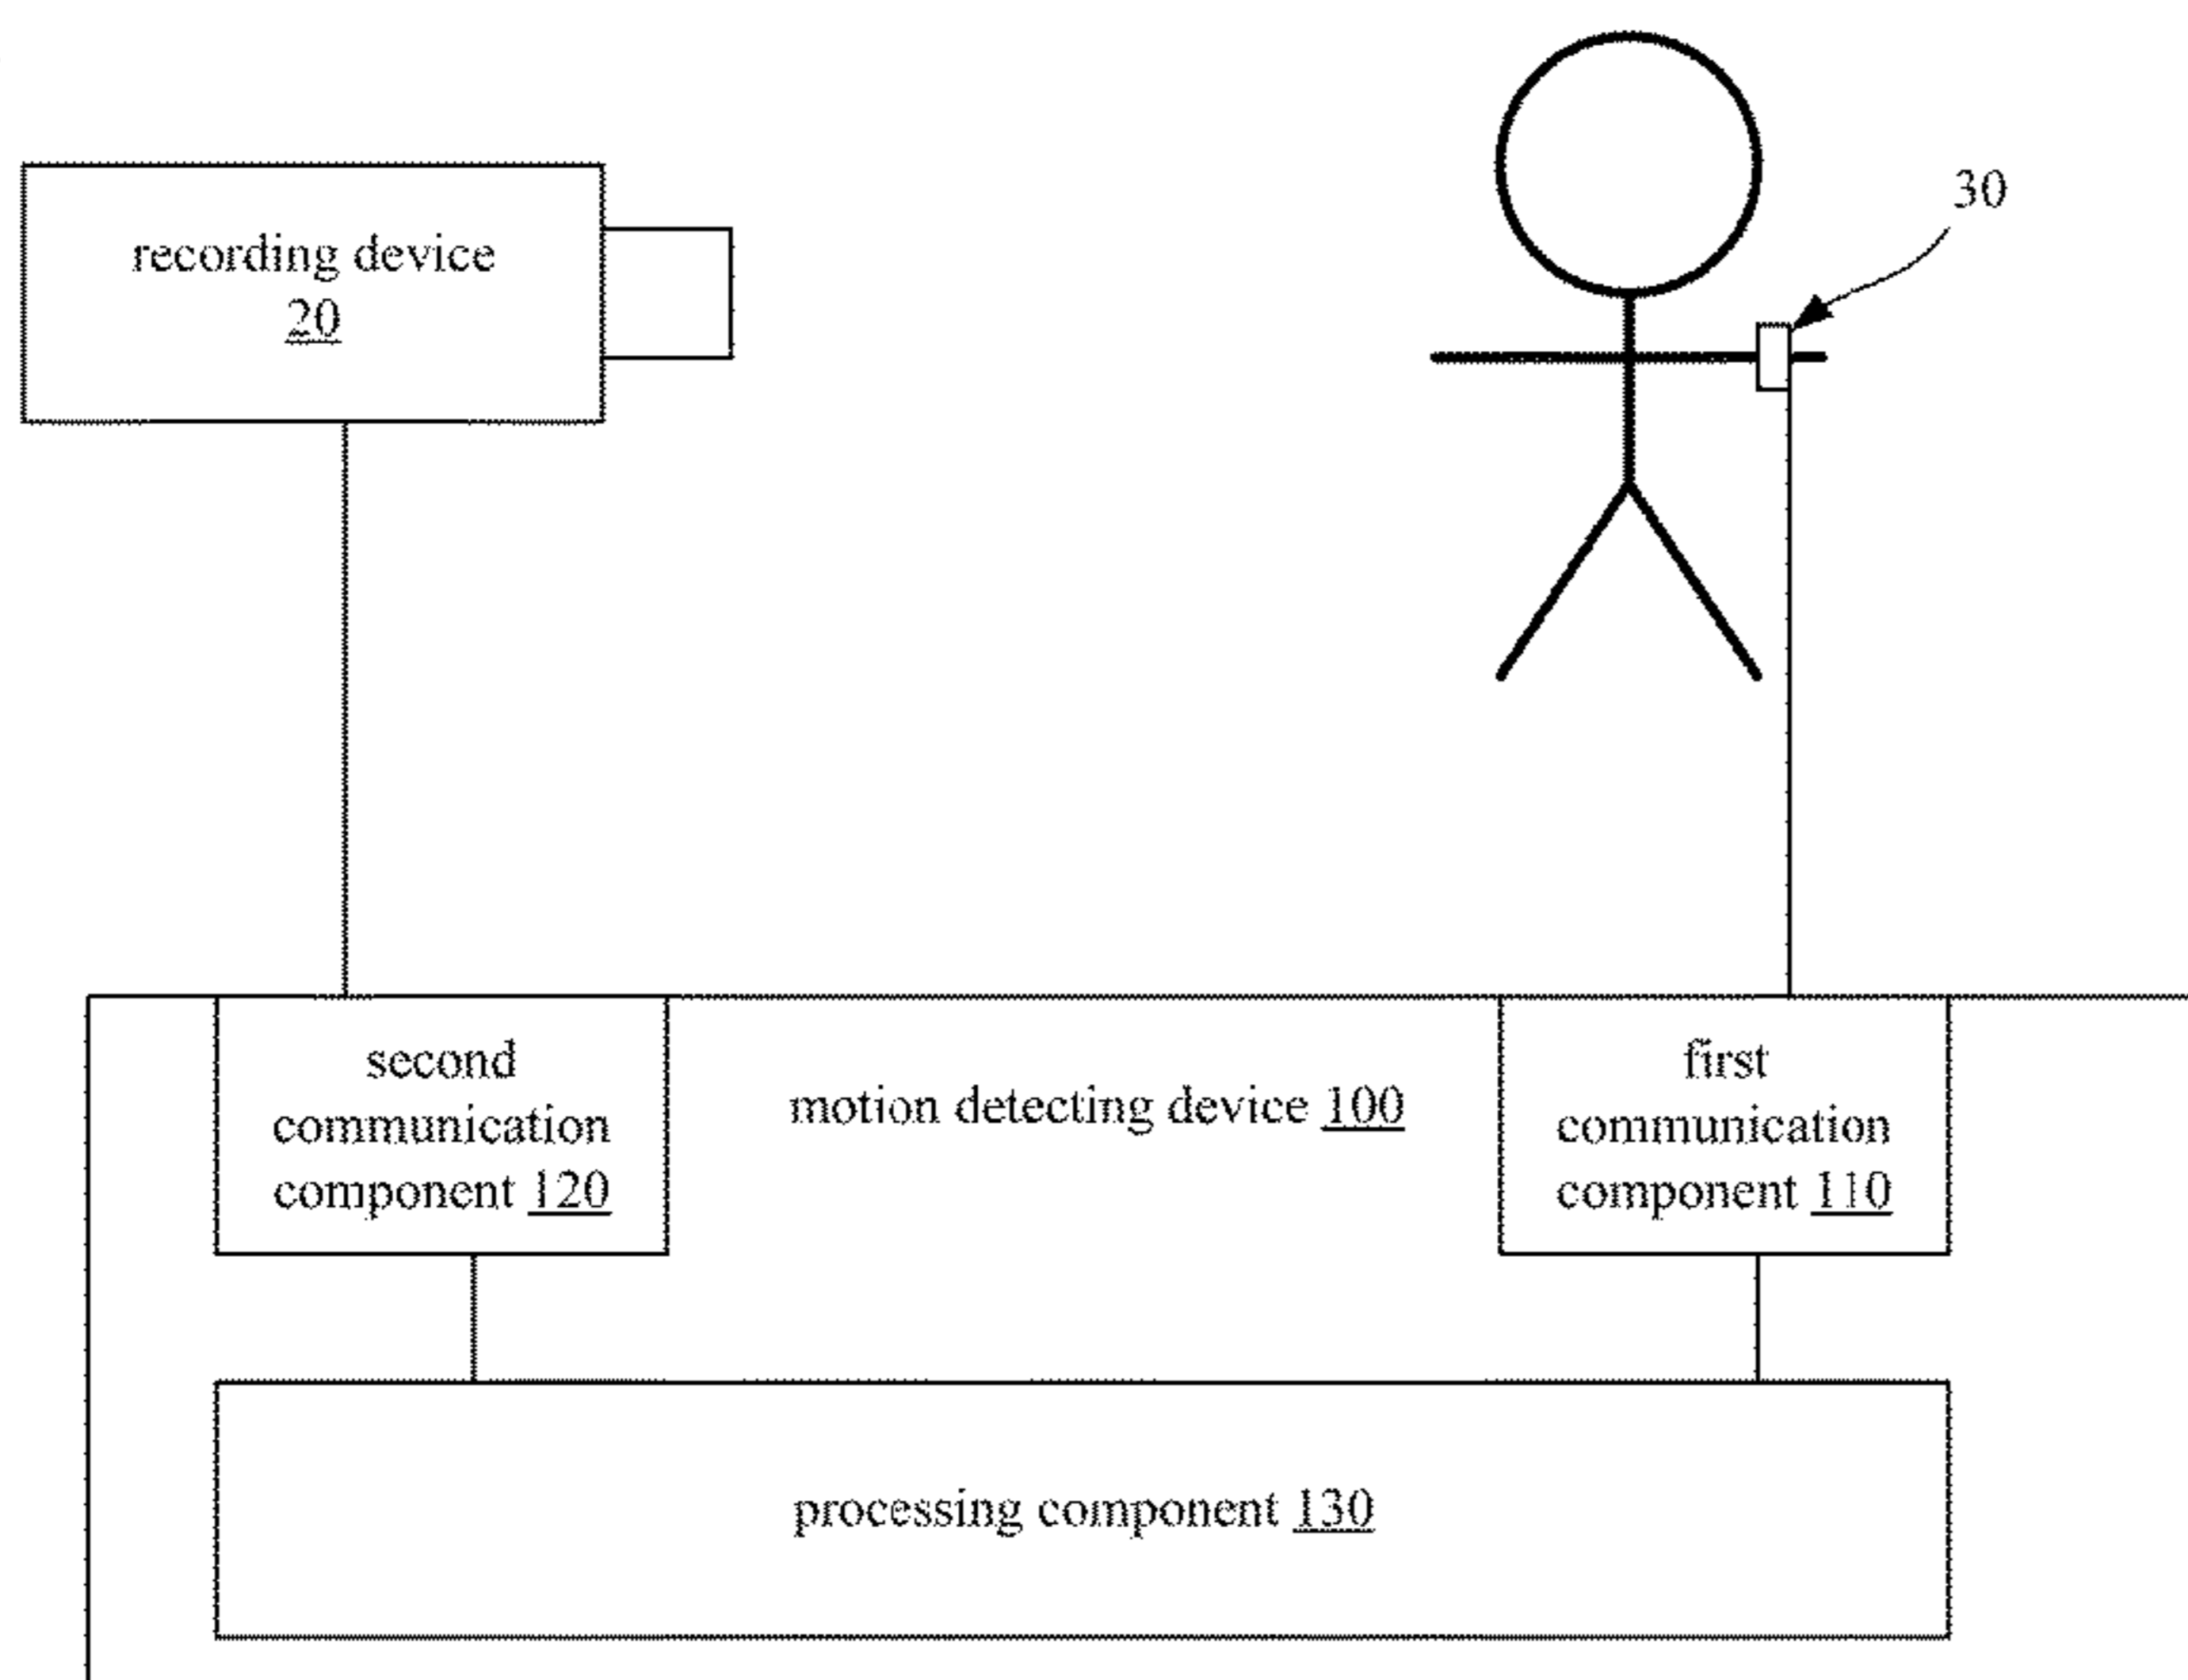 30
recording device
20
second
communication
component 120
motion detecting device 100
first
communication
component 110
processing component 130